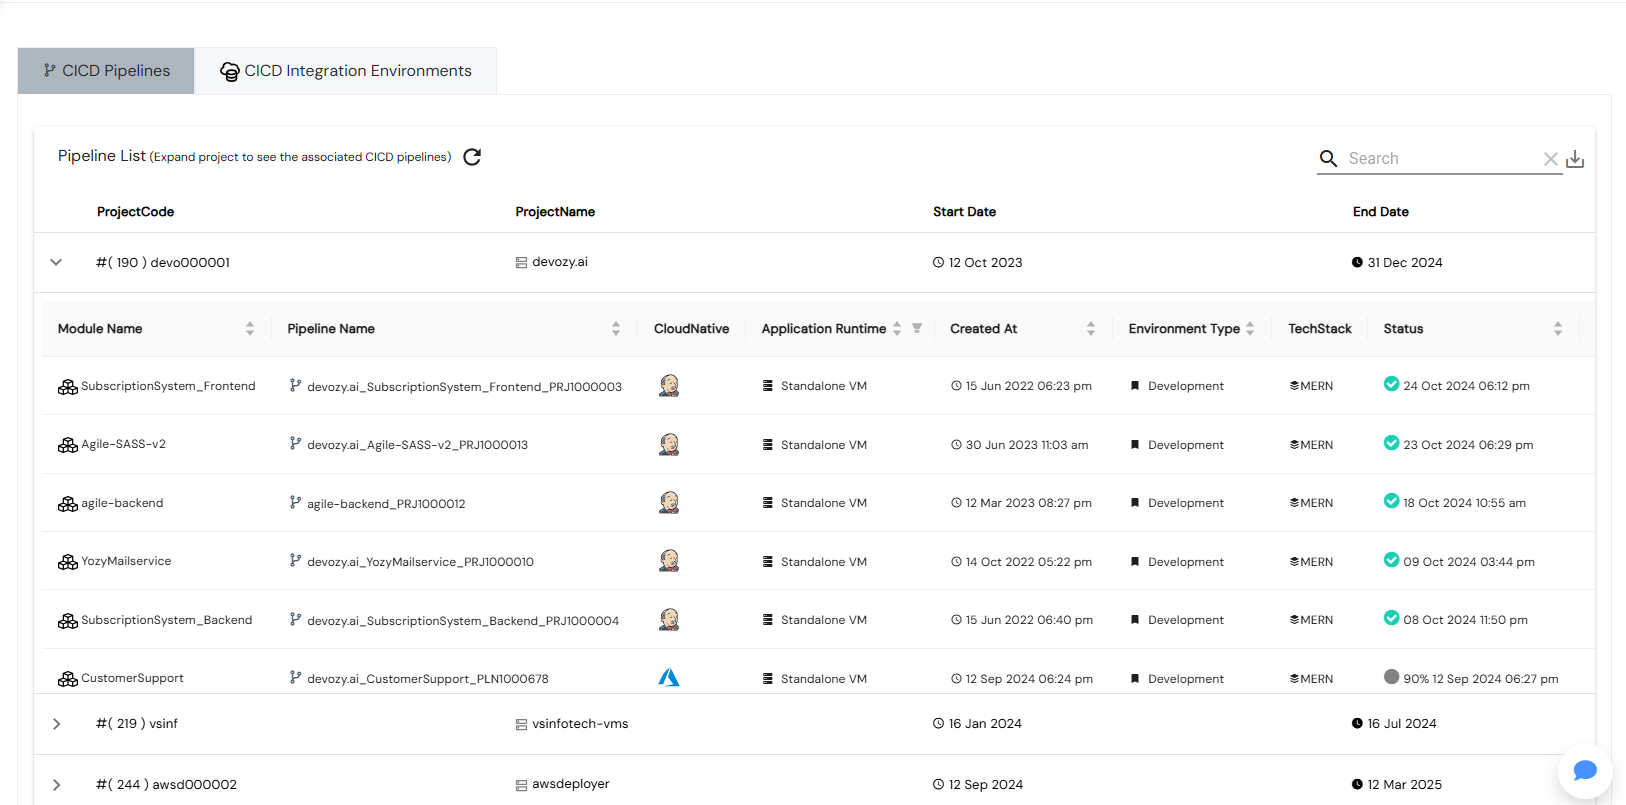 CICD Pipelines CICD Integration Environments
Pipeline List (Expand project to see the associated CICD pipelines) Search
ProjectCode ProjectName Start Date End Date
#( 190 ) devo000001 devozy.ai 12 Oct 2023 31 Dec 2024
Module Name Pipeline Name CloudNative Application Runtime Created At Environment Type TechStack Status
SubscriptionSystem_Frontend devozy.ai_SubscriptionSystem_Frontend_PRJ1000003 Standalone VM 15 Jun 2022 06:23 pm Development MERN 24 Oct 2024 06:12 pm
Agile-SASS-v2 devozy.ai_Agile-SASS-v2_PRJ1000013 Standalone VM 30 Jun 2023 11:03 am Development MERN 23 Oct 2024 06:29 pm
agile-backend agile-backend_PRJ1000012 Standalone VM 12 Mar 2023 08:27 pm Development MERN 18 Oct 2024 10:55 am
YozyMailservice devozy.ai_YozyMailservice_PRJ1000010 Standalone VM 14 Oct 2022 05:22 pm Development MERN 09 Oct 2024 03:44 pm
SubscriptionSystem_Backend devozy.ai_SubscriptionSystem_Backend_PRJ1000004 Standalone VM 15 Jun 2022 06:40 pm Development MERN 08 Oct 2024 11:50 pm
CustomerSupport devozy.ai_CustomerSupport_PLN1000678 Standalone VM 12 Sep 2024 06:24 pm Development MERN 90% 12 Sep 2024 06:27 pm
#( 219 ) vsinf vsinfotech-vms 16 Jan 2024 16 Jul 2024
#( 244 ) awsd000002 awsdeployer 12 Sep 2024 12 Mar 2025